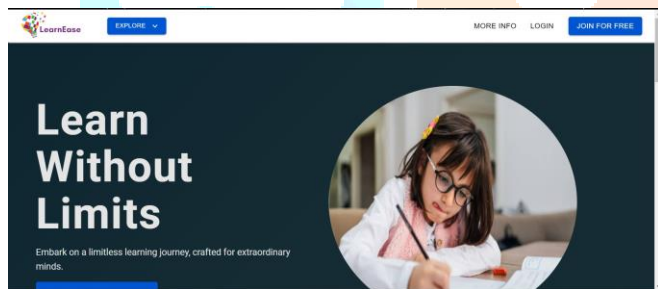 LearnEase
EXPLORE
MORE INFO
LOGIN
JOIN FOR FREE
Learn
Without
Limits
Embark on a limitless learning journey, crafted for extraordinary
minds.